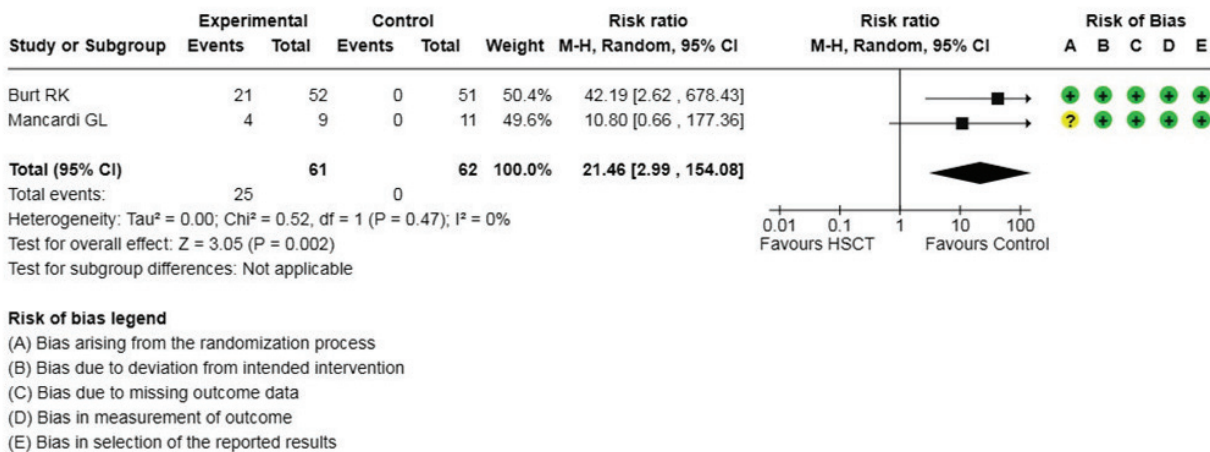 Experimental Control Risk ratio Risk ratio Risk of Bias
Study or Subgroup Events Total Events Total Weight M-H, Random, 95% CI M-H, Random, 95% CI A B C D E
Burt RK 21 52 0 51 50.4% 42.19 [2.62 , 678.43] + + + + +
Mancardi GL 4 9 0 11 49.6% 10.80 [0.66 , 177.36] ? + + + +
Total (95% CI) 61 62 100.0% 21.46 [2.99 , 154.08]
Total events: 25 0
Heterogeneity: Tau² = 0.00; Chi² = 0.52, df = 1 (P = 0.47); I² = 0%
Test for overall effect: Z = 3.05 (P = 0.002)
Test for subgroup differences: Not applicable
0.01 0.1 1 10 100
Favours HSCT Favours Control
Risk of bias legend
(A) Bias arising from the randomization process
(B) Bias due to deviation from intended intervention
(C) Bias due to missing outcome data
(D) Bias in measurement of outcome
(E) Bias in selection of the reported results